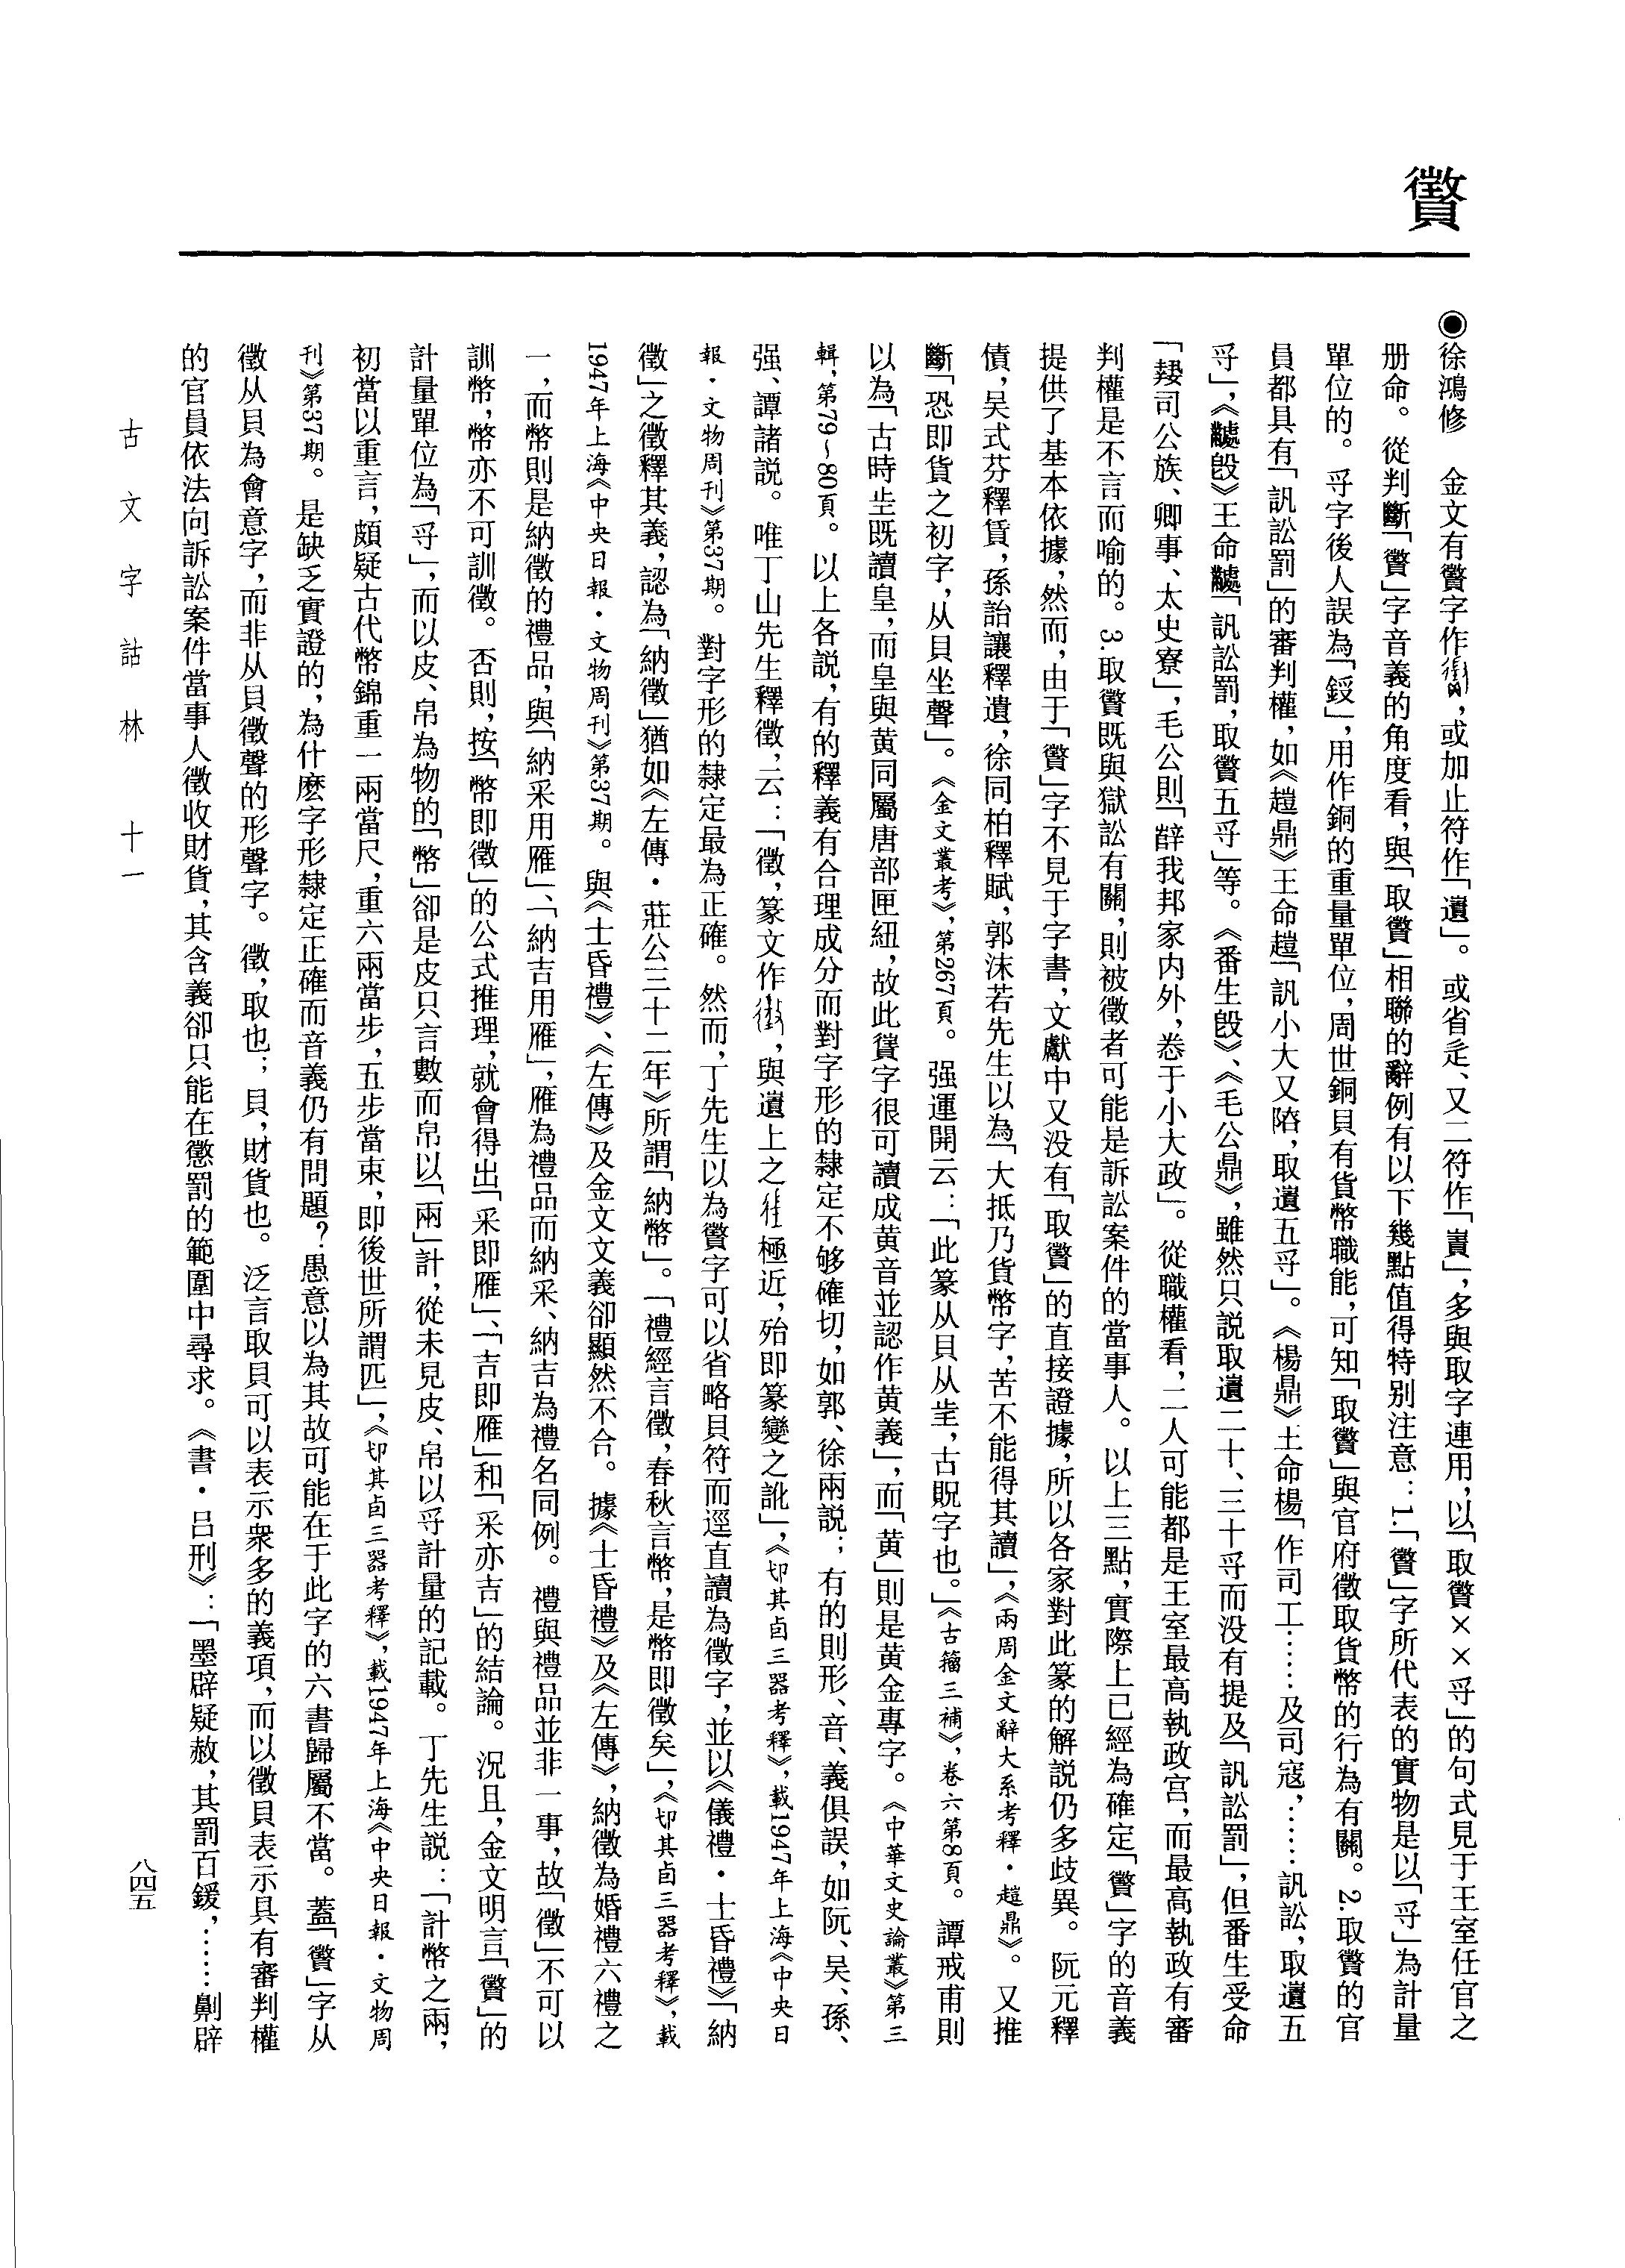 徵貝
◉徐鴻修　金文有䝺字作，或加止符作「𨖴」。或省辵、又二符作「𧵩」，多與取字連用，以「取䝺××寽」的句式見于王室任官之
册命。從判斷「䝺」字音義的角度看，與「取䝺」相聯的辭例有以下幾點值得特别注意：1.「䝺」字所代表的實物是以「寽」為計量
單位的。寽字後人誤為「鋝」，用作銅的重量單位，周世銅貝有貨幣職能，可知「取䝺」與官府徵取貨幣的行為有關。2.取䝺的官
員都具有「訊訟罰」的審判權，如《趞鼎》王命趞「訊小大又隌，取𨖴五寽」。《楊鼎》王命楊「作司工……及司寇，……訊訟，取𨖴五
寽」，《𪓐𣪘》王命𪓐「訊訟罰，取䝺五寽」等。《番生𣪘》、《毛公鼎》，雖然只説取𨖴二十、三十寽而没有提及「訊訟罰」，但番生受命
「𤔲司公族、卿事、太史寮」，毛公則「辥我邦家内外，惷于小大政」。從職權看，二人可能都是王室最高執政宫，而最高執政有審
判權是不言而喻的。3.取䝺既與獄訟有關，則被徵者可能是訴訟案件的當事人。以上三點，實際上已經為確定「䝺」字的音義
提供了基本依據，然而，由于「䝺」字不見于字書，文獻中又没有「取䝺」的直接證據，所以各家對此篆的解説仍多歧異。阮元釋
債，吴式芬釋賃，孫詒讓釋遺，徐同柏釋賦，郭沫若先生以為「大抵乃貨幣字，苦不能得其讀」，《兩周金文辭大系考釋·趞鼎》。又推
斷「恐即貨之初字，从貝坐聲」。《金文叢考》，第267頁。强運開云：「此篆从貝从㞷，古貺字也。」《古籀三補》，卷六第8頁。譚戒甫則
以為「古時㞷既讀皇，而皇與黄同屬唐部匣紐，故此䝺字很可讀成黄音並認作黄義」，而「黄」則是黄金專字。《中華文史論叢》第三
輯，第79~80頁。以上各説，有的釋義有合理成分而對字形的隸定不够確切，如郭、徐兩説；有的則形、音、義俱誤，如阮、吴、孫、
强、譚諸説。唯丁山先生釋徵，云：「徵，篆文作，與𨖴上之極近，殆即篆變之訛」，《切其卣三器考釋》，載1947年上海《中央日
報·文物周刊》第37期。對字形的隸定最為正確。然而，丁先生以為䝺字可以省略貝符而逕直讀為徵字，並以《儀禮·士昏禮》「納
徵」之徵釋其義，認為「納徵」猶如《左傳·莊公三十二年》所謂「納幣」。「禮經言徵，春秋言幣，是幣即徵矣」，《切其卣三器考釋》，載
1947年上海《中央日報·文物周刊》第37期。與《士昏禮》、《左傳》及金文文義卻顯然不合。據《士昏禮》及《左傳》，納徵為婚禮六禮之
一，而幣則是納徵的禮品，與「納采用雁」、「納吉用雁」，雁為禮品而納采、納吉為禮名同例。禮與禮品並非一事，故「徵」不可以
訓幣，幣亦不可訓徵。否則，按「幣即徵」的公式推理，就會得出「采即雁」、「吉即雁」和「采亦吉」的結論。況且，金文明言「䝺」的
計量單位為「寽」，而以皮、帛為物的「幣」卻是皮只言數而帛以「兩」計，從未見皮、帛以寽計量的記載。丁先生説：「計幣之兩，
初當以重言，頗疑古代幣錦重一兩當尺，重六兩當步，五步當束，即後世所謂匹」，《切其卣三器考釋》，載1947年上海《中央日報·文物周
刊》第37期。是缺乏實證的，為什麽字形隸定正確而音義仍有問題？愚意以為其故可能在于此字的六書歸屬不當。蓋「䝺」字从
徵从貝為會意字，而非从貝徵聲的形聲字。徵，取也；貝，財貨也。泛言取貝可以表示衆多的義項，而以徵貝表示具有審判權
的官員依法向訴訟案件當事人徵收財貨，其含義卻只能在懲罰的範圍中尋求。《書·吕刑》：「墨辟疑赦，其罰百鍰，……劓辟
古文字詁林　十一
八四五